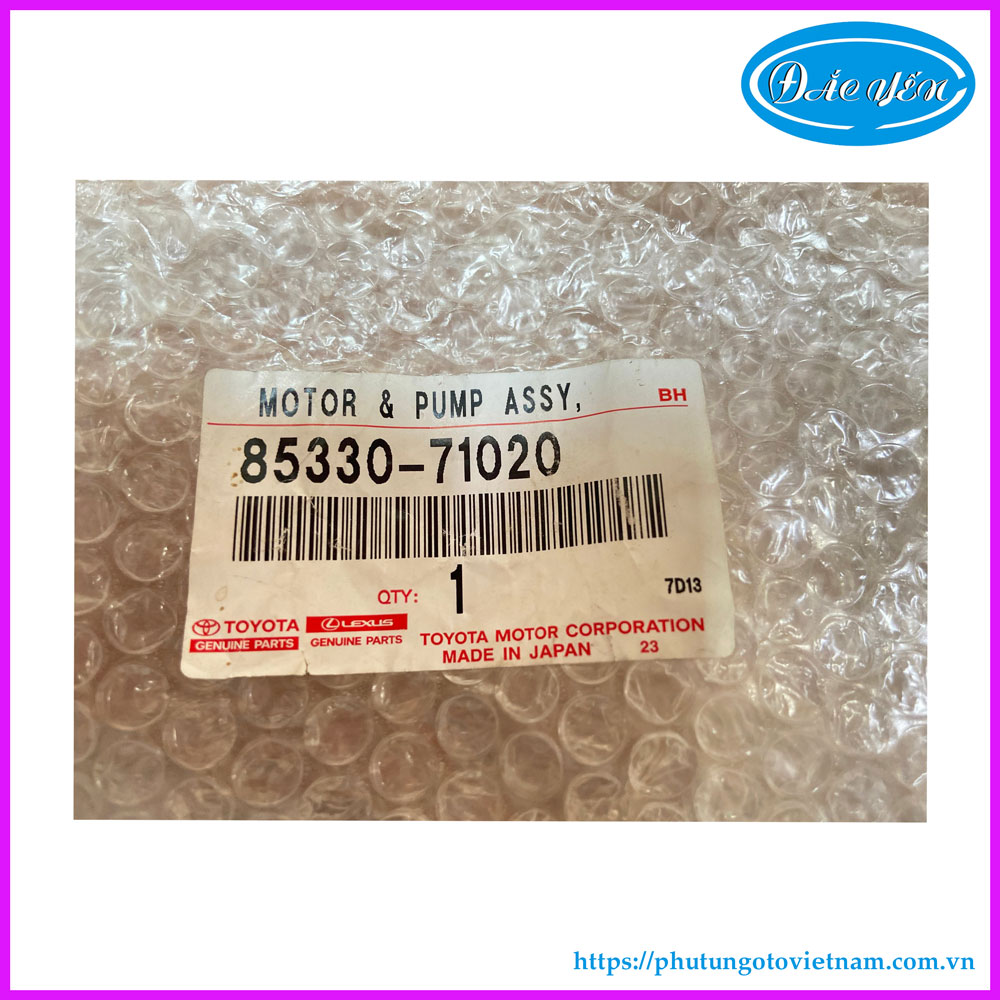 ĐẮC YẾN
MOTOR & PUMP ASSY,
BH
85330-71020
QTY: 1
7D13
TOYOTA
GENUINE PARTS
LEXUS
GENUINE PARTS
TOYOTA MOTOR CORPORATION
MADE IN JAPAN 23
https://phutungotovietnam.com.vn